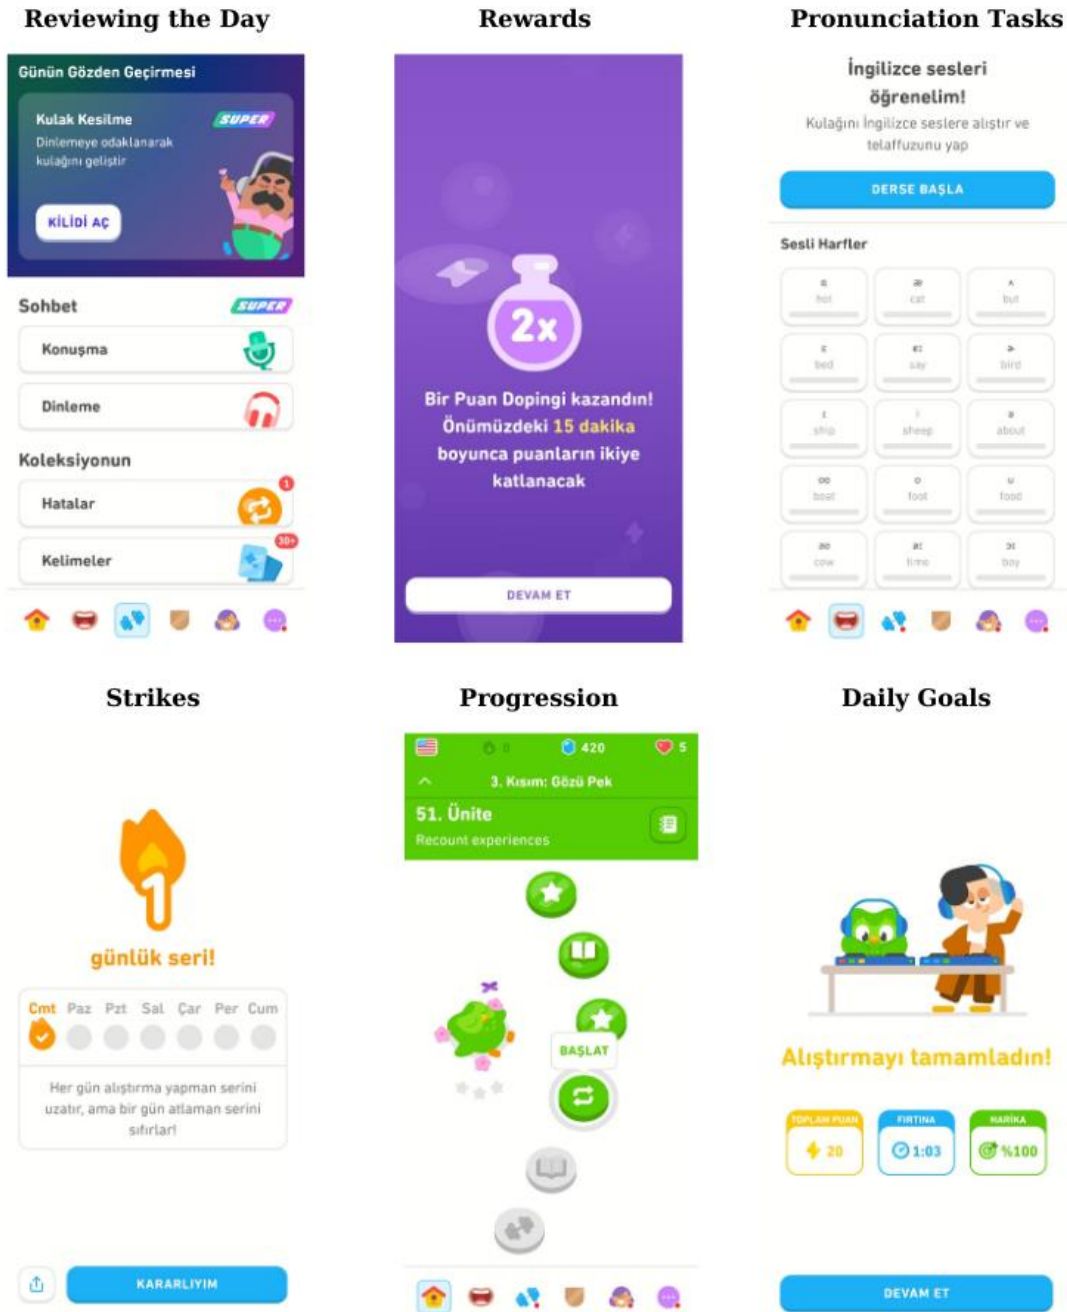 Reviewing the Day
Günün Gözden Geçirmesi
Kulak Kesilme
SUPER
Dinlemeye odaklanarak
kulağını geliştir
KİLİDİ AÇ
Sohbet
SUPER
Konuşma
Dinleme
Koleksiyonun
Hatalar
1
Kelimeler
30+
Rewards
2x
Bir Puan Dopingi kazandın!
Önümüzdeki 15 dakika
boyunca puanların ikiye
katlanacak
DEVAM ET
Pronunciation Tasks
İngilizce sesleri
öğrenelim!
Kulağını İngilizce seslere alıştır ve
telaffuzunu yap
DERSE BAŞLA
Sesli Harfler
hot
æ
cat
ʌ
but
ɛ
bed
say
bird
ɪ
ship
i
sheep
ə
about
boat
foot
u
food
cow
time
boy
Strikes
1
günlük seri!
Cmt Paz Pzt Sal Çar Per Cum
Her gün alıştırma yapman serini
uzatır, ama bir gün atlaman serini
sıfırlar!
KARARLIYIM
Progression
0 420 5
3. Kısım: Gözü Pek
51. Ünite
Recount experiences
BAŞLAT
Daily Goals
Alıştırmayı tamamladın!
TOPLAM PUAN
20
FIRTINA
1:03
HARİKA
%100
DEVAM ET